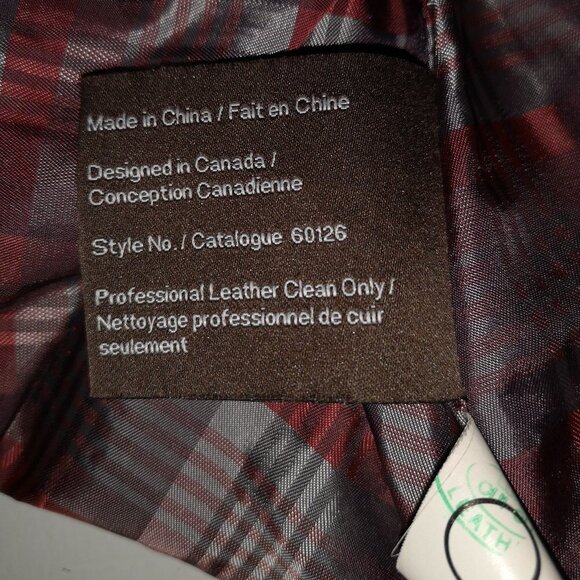 Made in China / Fait en Chine
Designed in Canada /
Conception Canadienne
Style No. / Catalogue 60126
Professional Leather Clean Only /
Nettoyage professionnel de cuir
seulement